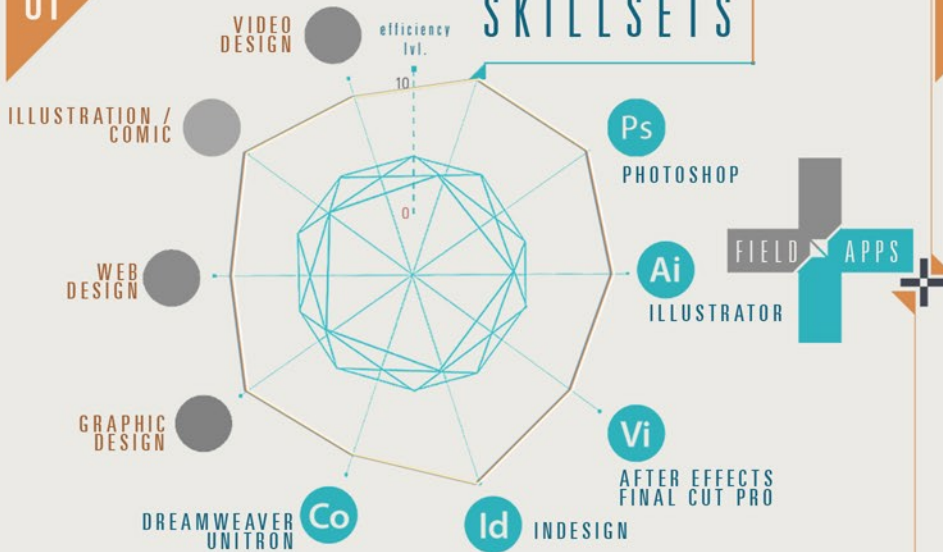 01
SKILLSETS
VIDEO
DESIGN
efficiency
lvl.
10
0
ILLUSTRATION /
COMIC
WEB
DESIGN
GRAPHIC
DESIGN
DREAMWEAVER
UNITRON
Co
Id
INDESIGN
Vi
AFTER EFFECTS
FINAL CUT PRO
Ai
ILLUSTRATOR
Ps
PHOTOSHOP
FIELD
APPS